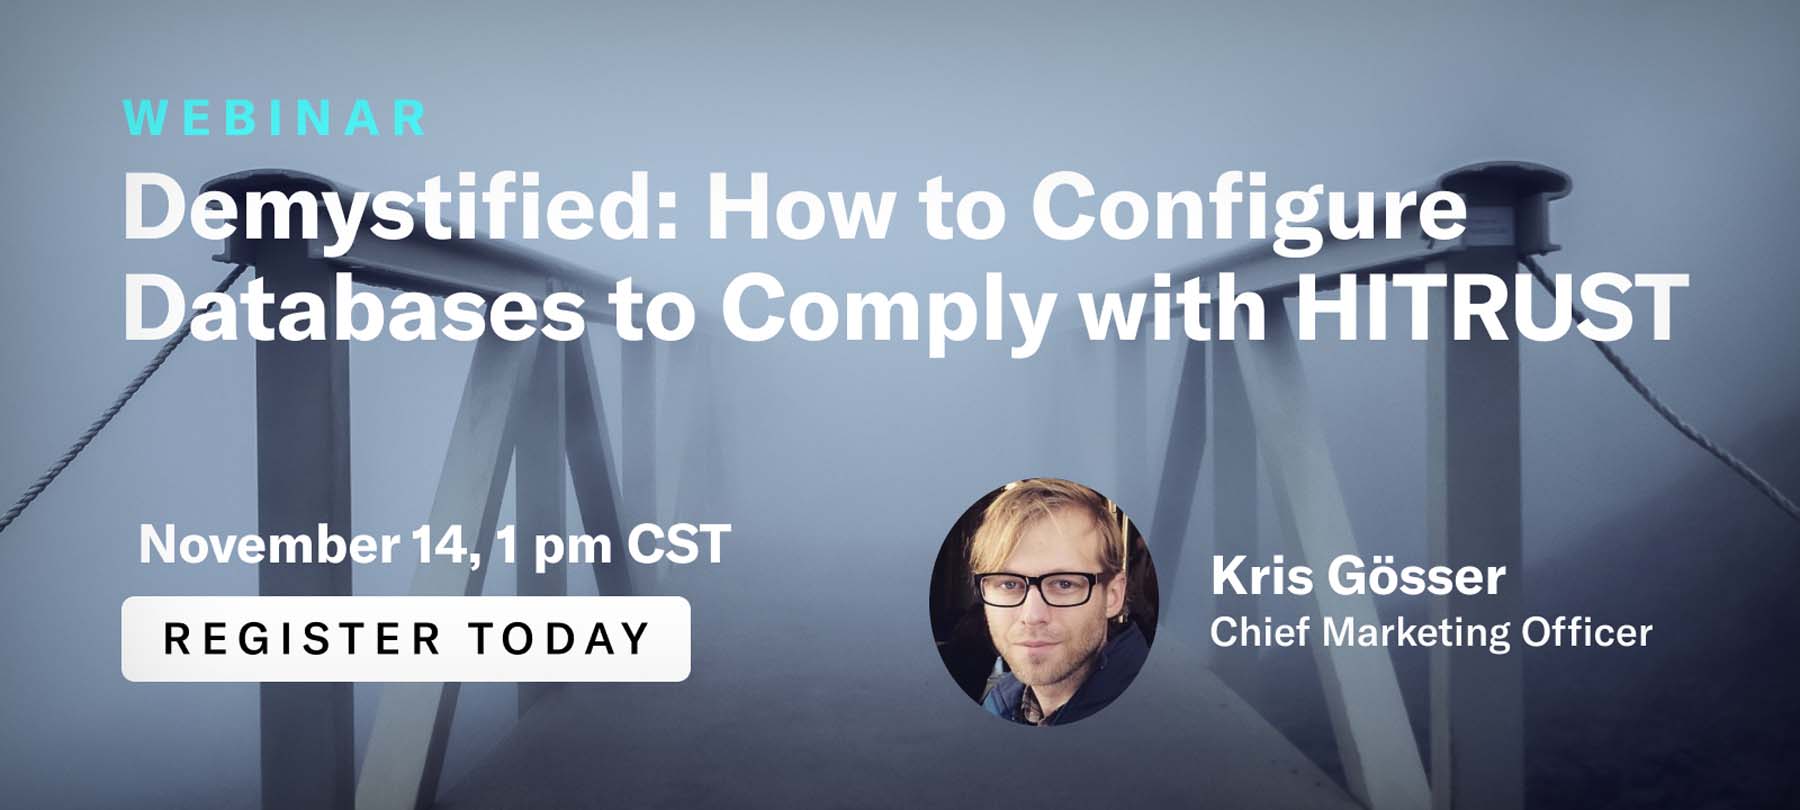 WEBINAR
Demystified: How to Configure
Databases to Comply with HITRUST
November 14, 1 pm CST
REGISTER TODAY
Kris Gösser
Chief Marketing Officer